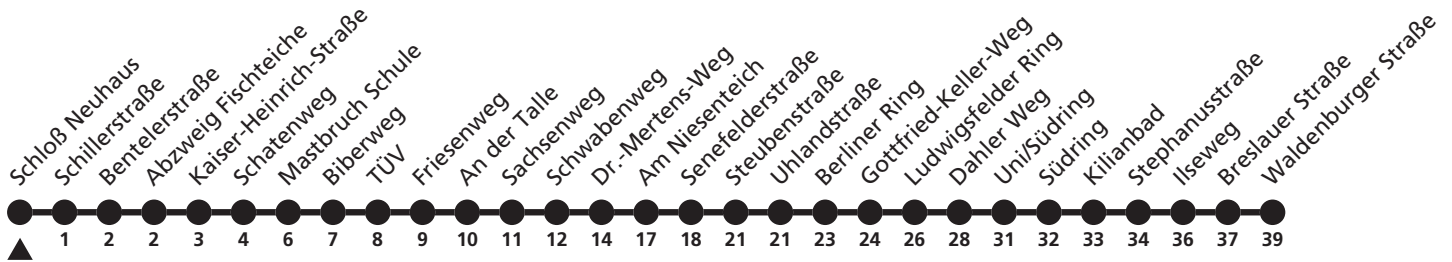 Schloß Neuhaus
Schillerstraße
Bentelerstraße
Abzweig Fischteiche
Kaiser-Heinrich-Straße
Schatenweg
Mastbruch Schule
Biberweg
TÜV
Friesenweg
An der Talle
Sachsenweg
Schwabenweg
Dr.-Mertens-Weg
Am Niesenteich
Senefelderstraße
Steubenstraße
Uhlandstraße
Berliner Ring
Gottfried-Keller-Weg
Ludwigsfelder Ring
Dahler Weg
Uni/Südring
Südring
Kilianbad
Stephanusstraße
Ilseweg
Breslauer Straße
Waldenburger Straße
1 2 2 3 4 6 7 8 9 10 11 12 14 17 18 21 21 23 24 26 28 31 32 33 34 36 37 39